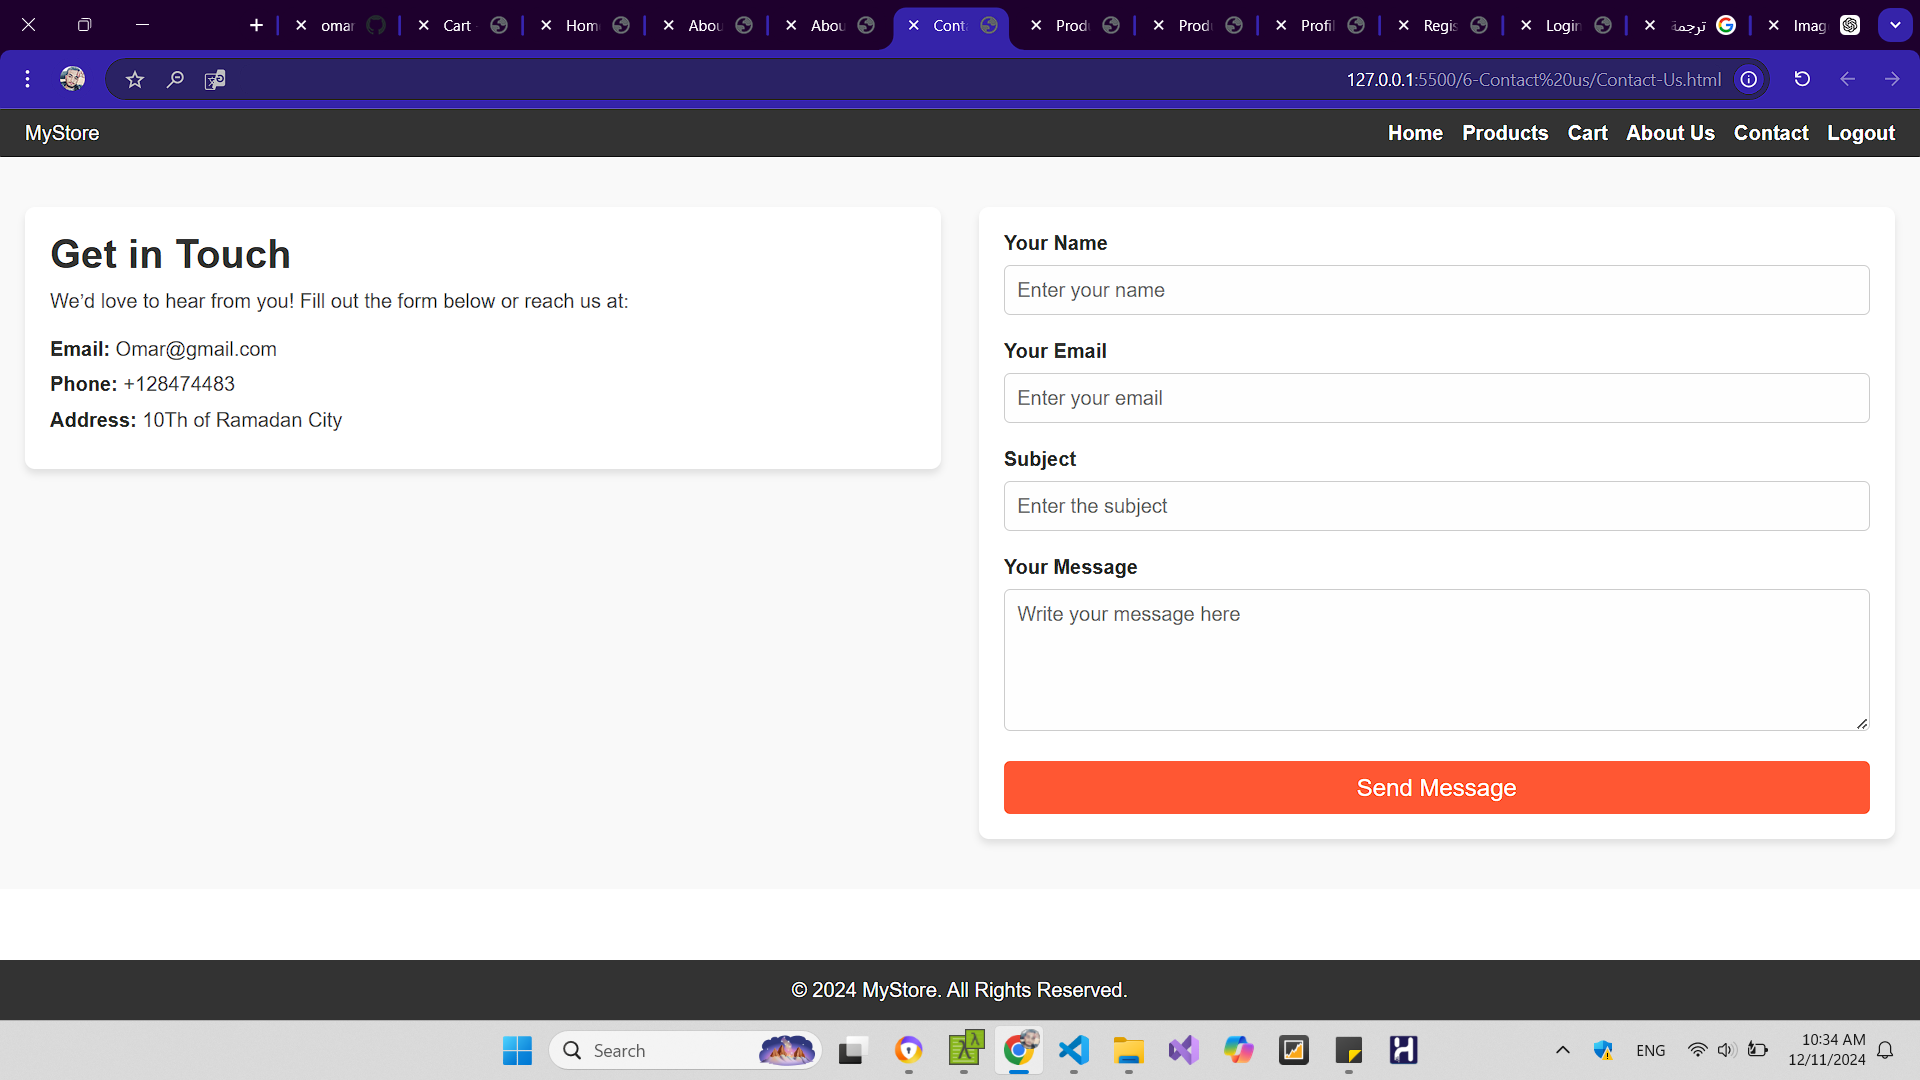 omar
Cart
Hom
Abou
Abou
Conta
Produ
Produ
Profil
Regis
Login
ترجمة
Imag
127.0.0.1:5500/6-Contact%20us/Contact-Us.html
MyStore
Home Products Cart About Us Contact Logout
Get in Touch
We’d love to hear from you! Fill out the form below or reach us at:
Email: Omar@gmail.com
Phone: +128474483
Address: 10Th of Ramadan City
Your Name
Enter your name
Your Email
Enter your email
Subject
Enter the subject
Your Message
Write your message here
Send Message
© 2024 MyStore. All Rights Reserved.
Search
ENG
10:34 AM
12/11/2024